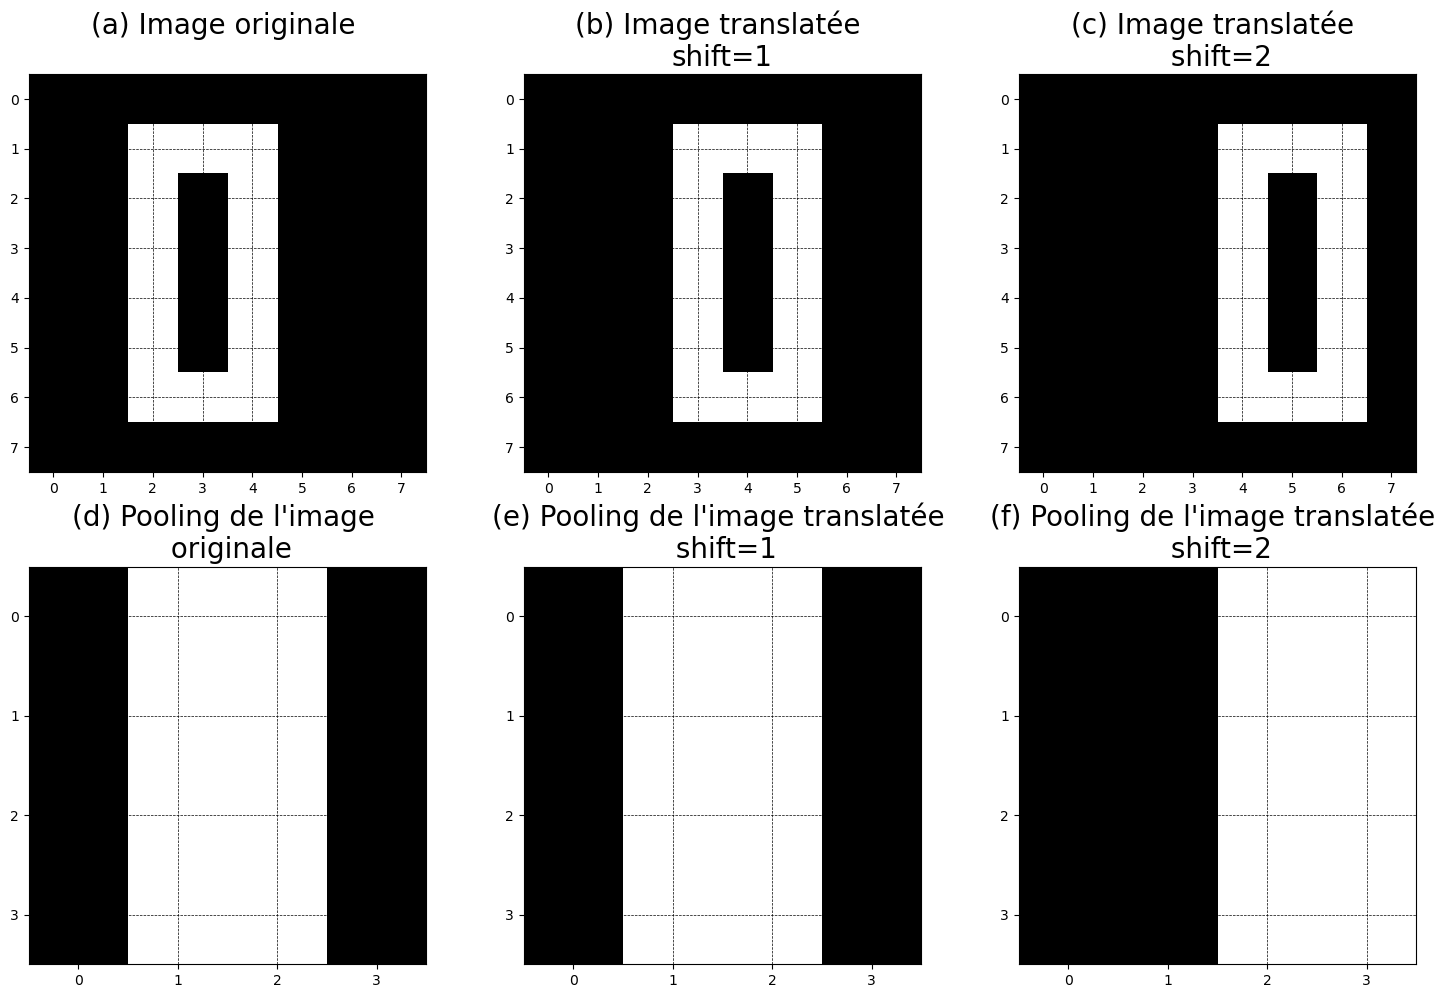 (a) Image originale
(b) Image translatée
shift=1
(c) Image translatée
shift=2
0
1
2
3
4
5
6
7
0 1 2 3 4 5 6 7
0
1
2
3
4
5
6
7
0 1 2 3 4 5 6 7
0
1
2
3
4
5
6
7
0 1 2 3 4 5 6 7
(d) Pooling de l'image
originale
(e) Pooling de l'image translatée
shift=1
(f) Pooling de l'image translatée
shift=2
0
1
2
3
0 1 2 3
0
1
2
3
0 1 2 3
0
1
2
3
0 1 2 3